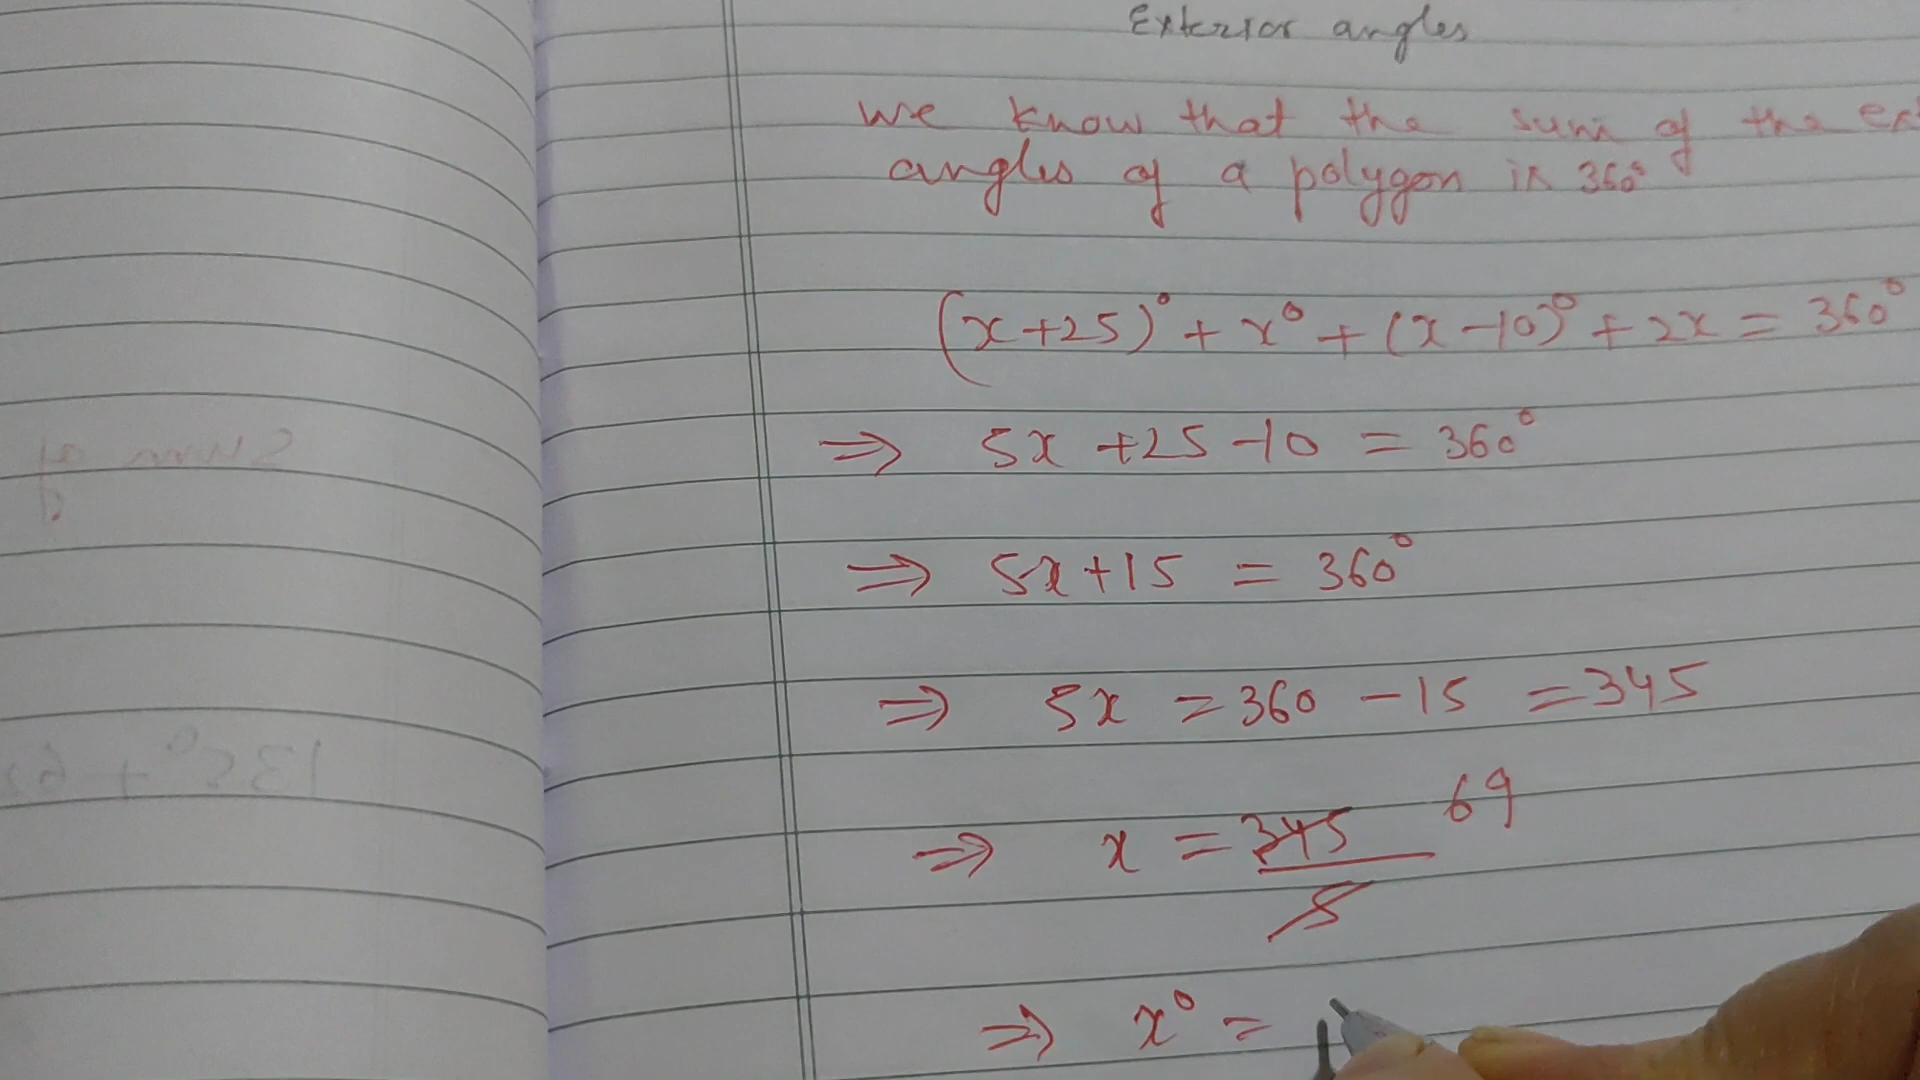 Exterior angles
we know that the sum of the ex
angles of a polygon is 360°
(x+25)° + x° + (x-10)° + 2x = 360°
⇒ 5x +25 -10 = 360°
⇒ 5x+15 = 360°
⇒ 5x = 360 - 15 = 345
⇒ x = 345/5 69
⇒ x° =